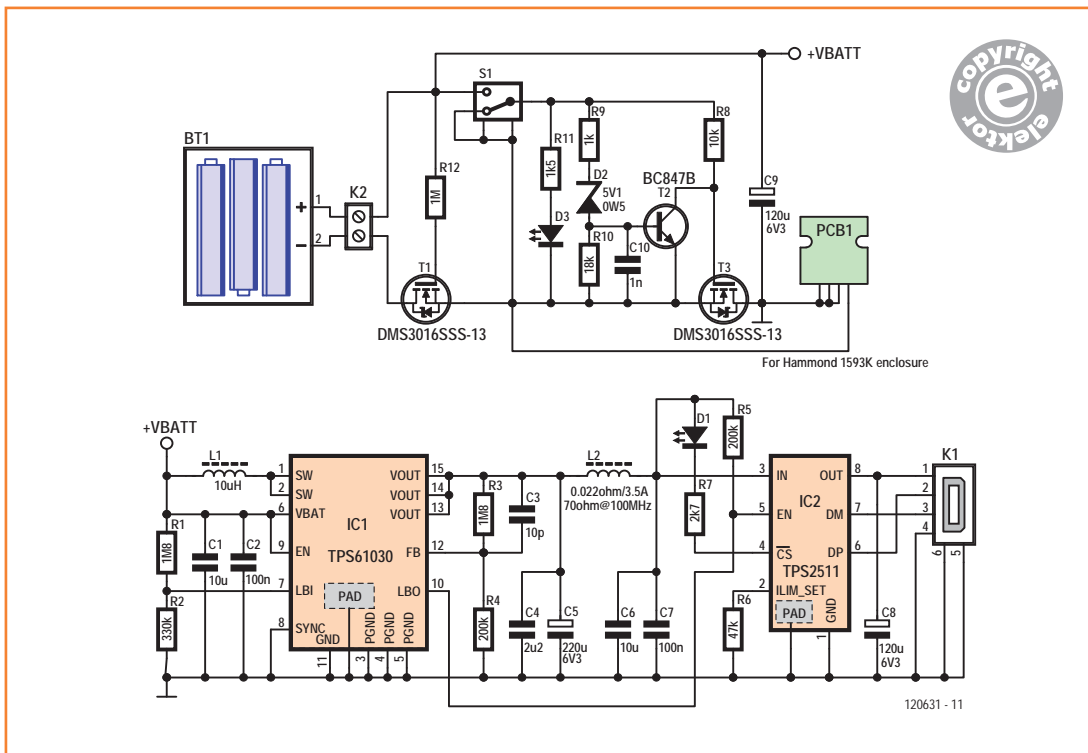 +VBATT
copyright
elektor
e
S1
BT1
K2
1
2
+
−
R12
1M
R11
1k5
D3
R9
1k
D2
5V1
0W5
R10
18k
C10
1n
BC847B
T2
R8
10k
C9
120u
6V3
PCB1
T1
DMS3016SSS-13
T3
DMS3016SSS-13
For Hammond 1593K enclosure
+VBATT
L1
10uH
R1
1M8
R2
330k
C1
10u
C2
100n
1
2
6
9
7
8
SW
SW
VBAT
EN
LBI
SYNC
GND
PGND
PGND
PGND
11
3
4
5
IC1
TPS61030
PAD
VOUT
VOUT
VOUT
FB
LBO
15
14
13
12
10
R3
1M8
C3
10p
R4
200k
C4
2u2
C5
220u
6V3
L2
0.022ohm/3.5A
70ohm@100MHz
C6
10u
C7
100n
D1
R7
2k7
R5
200k
R6
47k
3
5
4
2
IN
EN
CS
ILIM_SET
IC2
TPS2511
PAD
GND
1
OUT
DM
DP
8
7
6
C8
120u
6V3
K1
1
2
3
4
6
5
120631 - 11